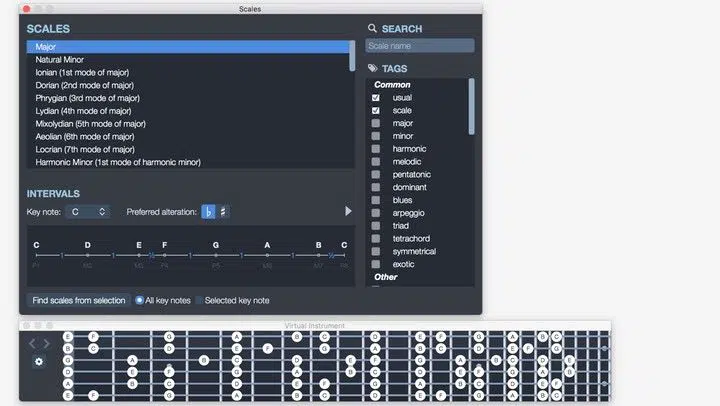 Scales
SCALES
Major
Natural Minor
Ionian (1st mode of major)
Dorian (2nd mode of major)
Phrygian (3rd mode of major)
Lydian (4th mode of major)
Mixolydian (5th mode of major)
Aeolian (6th mode of major)
Locrian (7th mode of major)
Harmonic Minor (1st mode of harmonic minor)
SEARCH
Scale name
TAGS
Common
usual
scale
major
minor
harmonic
melodic
pentatonic
dominant
blues
arpeggio
triad
tetrachord
symmetrical
exotic
Other
INTERVALS
Key note: C
Preferred alteration: ♭ ♯
C D E F G A B C
1 1 ½ 1 1 1 ½
P1 M2 M3 P4 P5 M6 M7 P8
Find scales from selection All key notes Selected key note
Virtual Instrument